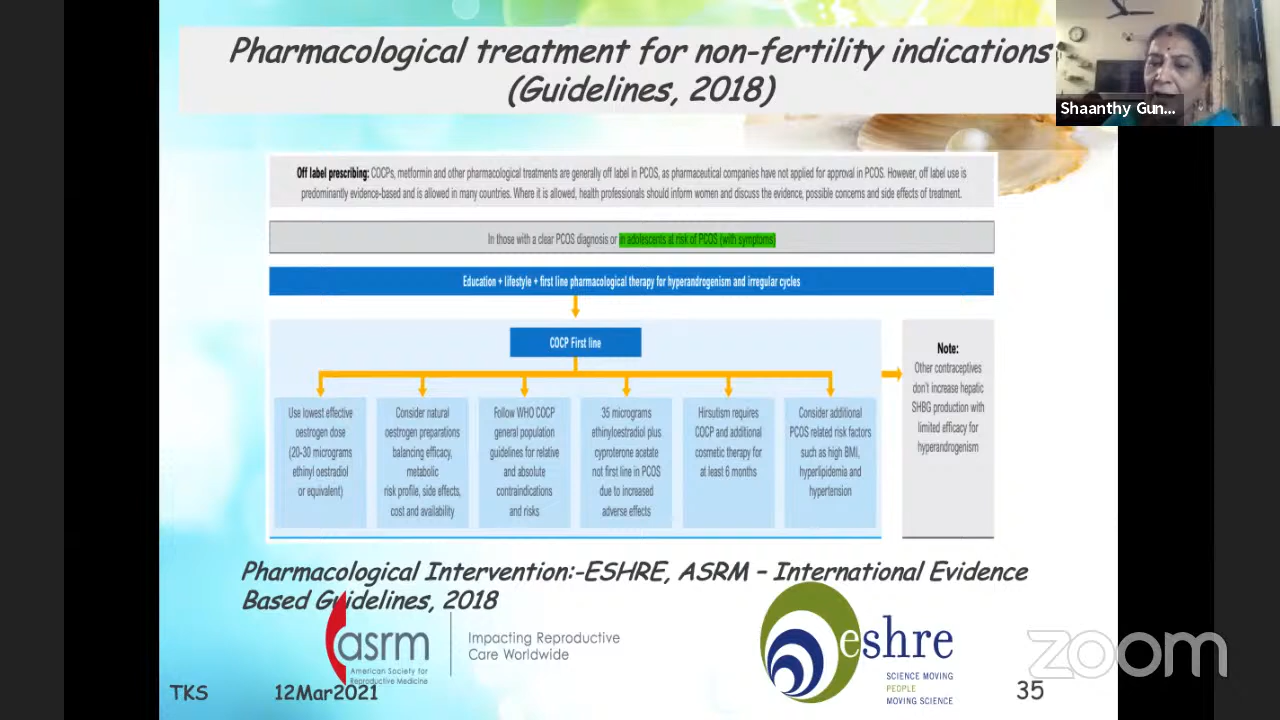 Pharmacological treatment for non-fertility indications
(Guidelines, 2018)
Shaanthy Gun...
Off label prescribing: COCPs, metformin and other pharmacological treatments are generally off label in PCOS, as pharmaceutical companies have not applied for approval in PCOS. However, off label use is
predominantly evidence-based and is allowed in many countries. Where it is allowed, health professionals should inform women and discuss the evidence, possible concerns and side effects of treatment.
In those with a clear PCOS diagnosis or in adolescents at risk of PCOS (with symptoms)
Education + lifestyle + first line pharmacological therapy for hyperandrogenism and irregular cycles
COCP First line
Use lowest effective
oestrogen dose
(20-30 micrograms
ethinyl oestradiol
or equivalent)
Consider natural
oestrogen preparations
balancing efficacy,
metabolic
risk profile, side effects,
cost and availability
Follow WHO COCP
general population
guidelines for relative
and absolute
contraindications
and risks
35 micrograms
ethinyloestradiol plus
cyproterone acetate
not first line in PCOS
due to increased
adverse effects
Hirsutism requires
COCP and additional
cosmetic therapy for
at least 6 months
Consider additional
PCOS related risk factors
such as high BMI,
hyperlipidemia and
hypertension
Note:
Other contraceptives
don't increase hepatic
SHBG production with
limited efficacy for
hyperandrogenism
Pharmacological Intervention:-ESHRE, ASRM – International Evidence
Based Guidelines, 2018
asrm
American Society for
Reproductive Medicine
Impacting Reproductive
Care Worldwide
eshre
SCIENCE MOVING
PEOPLE
MOVING SCIENCE
zoom
TKS
12Mar2021
35